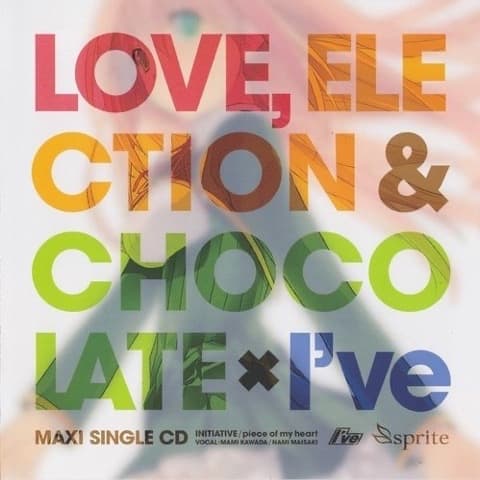 LOVE, ELE
CTION &
CHOCO
LATE × I've
MAXI SINGLE CD INITIATIVE / piece of my heart
VOCAL : MAMI KAWADA / NAMI MAISAKI
I've sprite